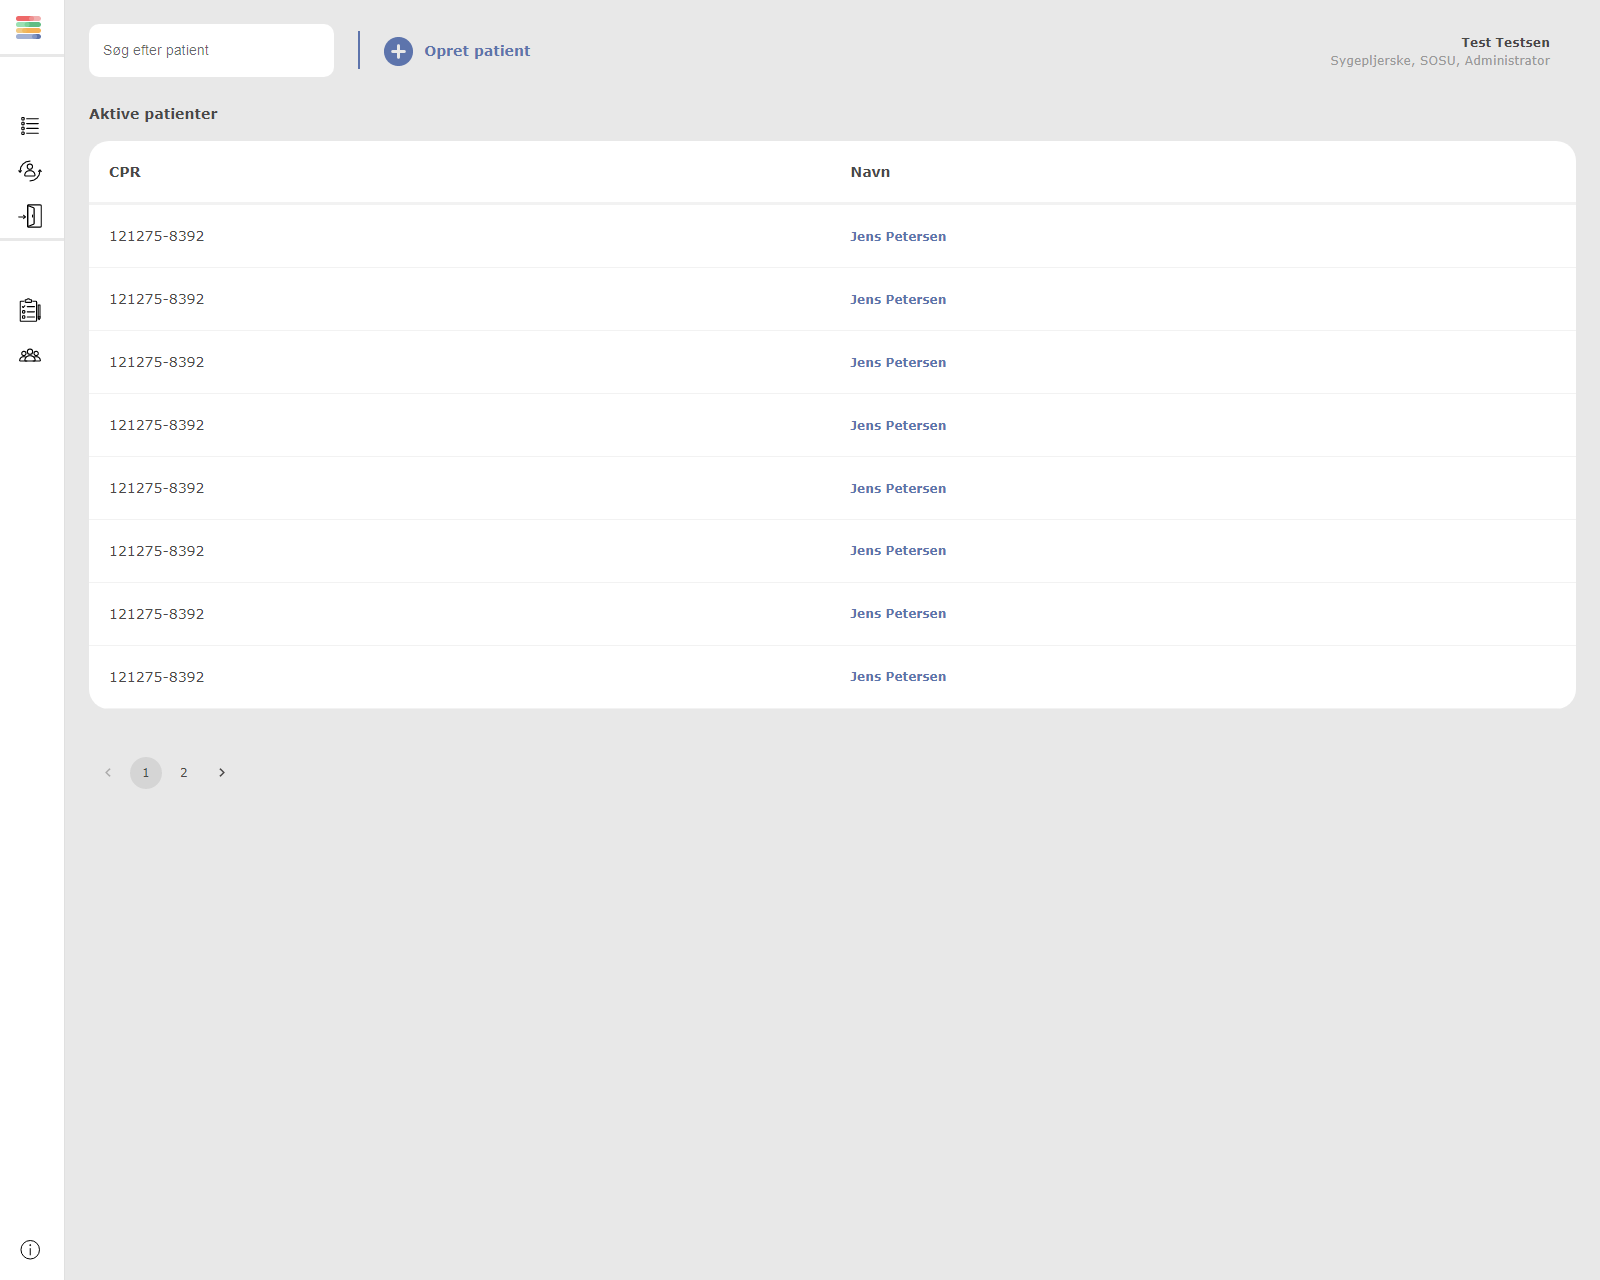 Søg efter patient
Opret patient
Test Testsen
Sygepljerske, SOSU, Administrator
Aktive patienter
CPR Navn
121275-8392 Jens Petersen
121275-8392 Jens Petersen
121275-8392 Jens Petersen
121275-8392 Jens Petersen
121275-8392 Jens Petersen
121275-8392 Jens Petersen
121275-8392 Jens Petersen
121275-8392 Jens Petersen
1 2